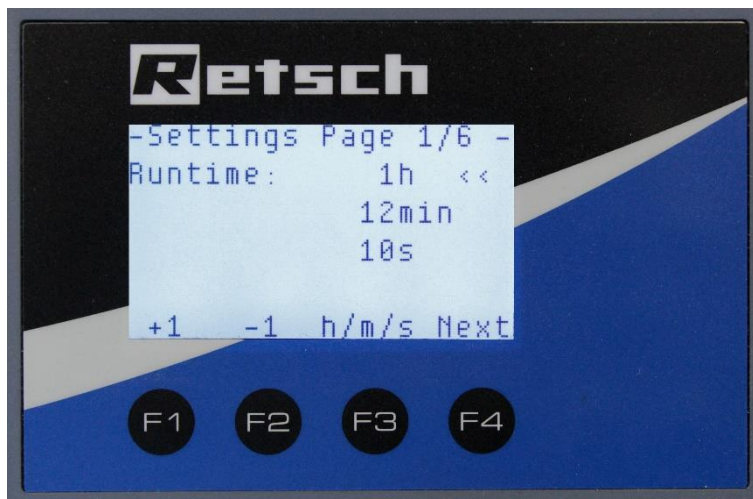 Retsch
-Settings Page 1/6 -
Runtime: 1h <<
12min
10s
+1 -1 h/m/s Next
F1 F2 F3 F4